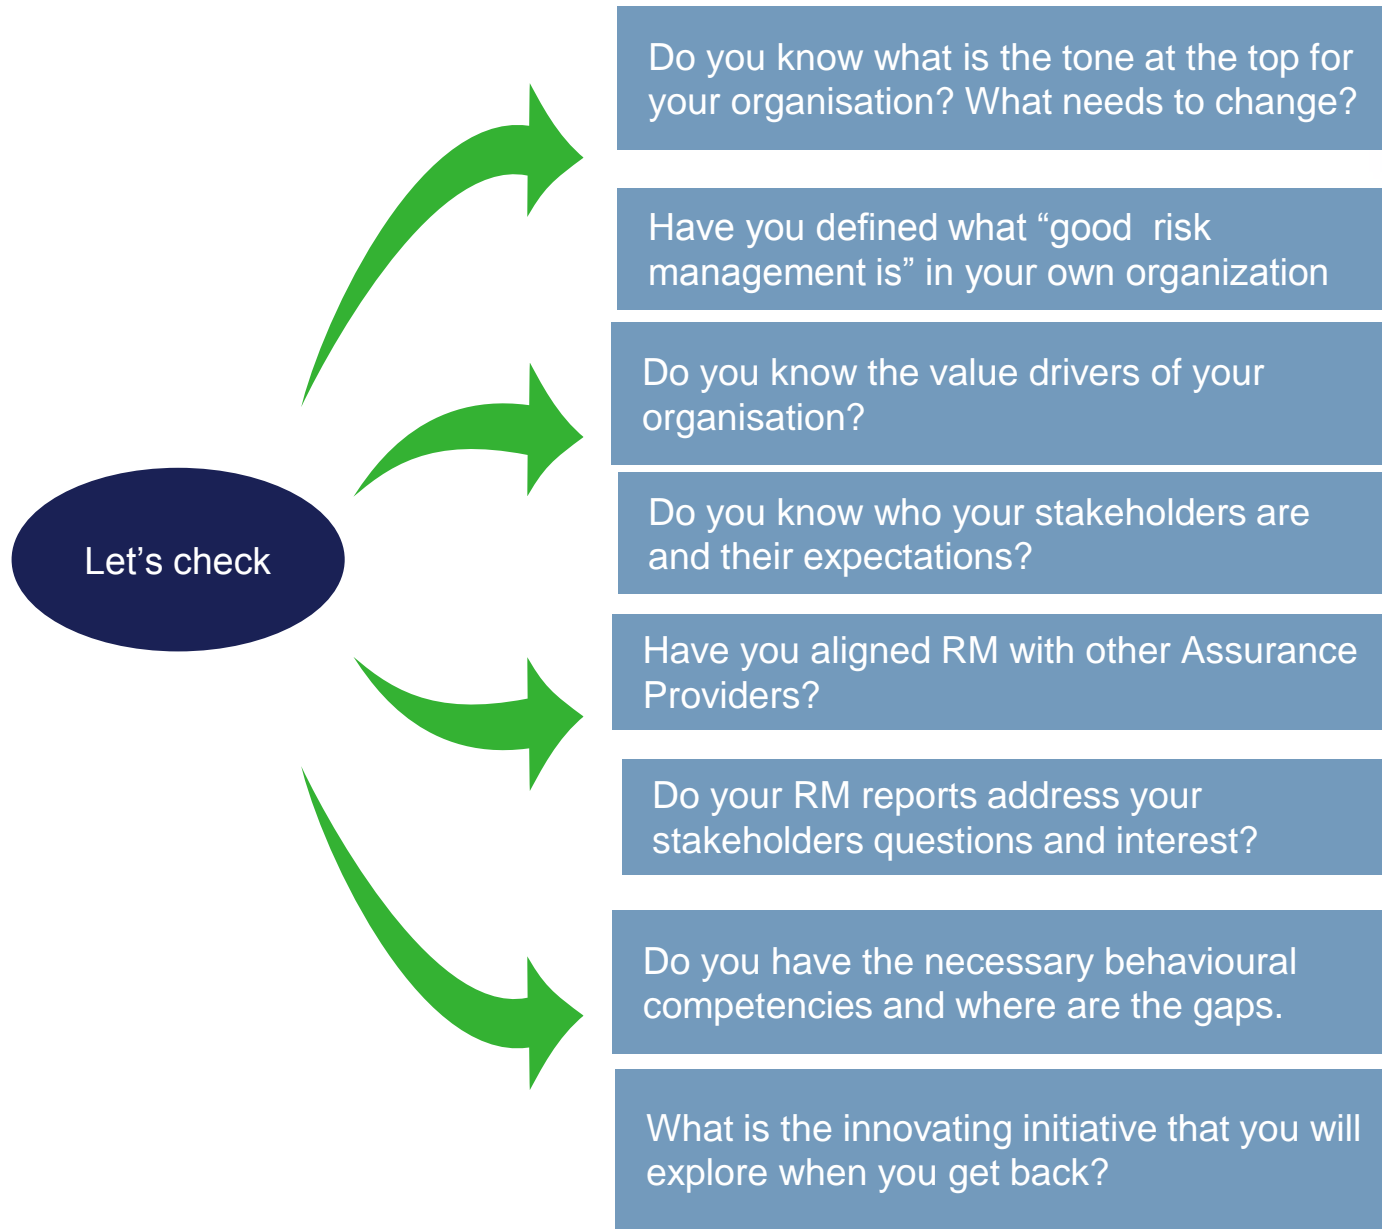 Do you know what is the tone at the top for
your organisation? What needs to change?
Have you defined what “good  risk
management is” in your own organization
Do you know the value drivers of your
organisation?
Do you know who your stakeholders are
and their expectations?
Let’s check
Have you aligned RM with other Assurance
Providers?
Do your RM reports address your
stakeholders questions and interest?
Do you have the necessary behavioural
competencies and where are the gaps.
What is the innovating initiative that you will
explore when you get back?